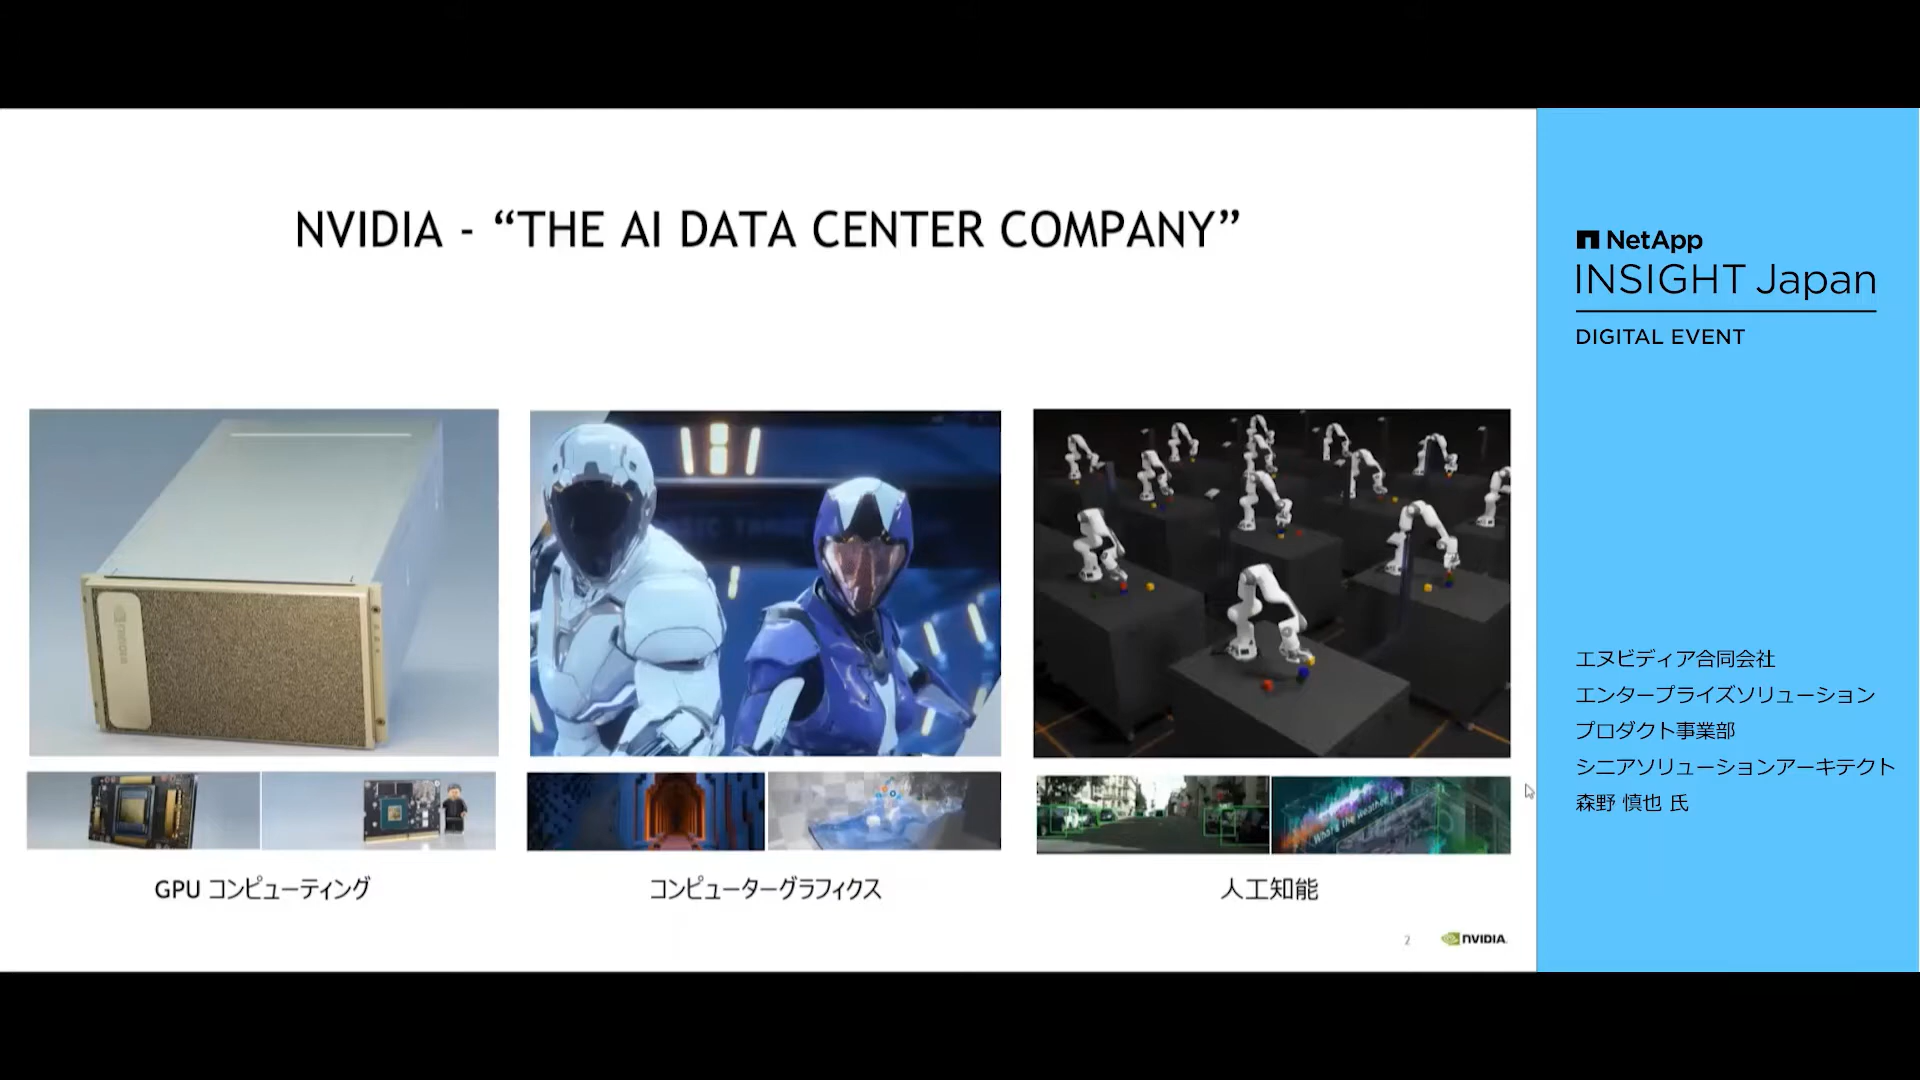 NVIDIA - “THE AI DATA CENTER COMPANY”
GPU コンピューティング
コンピューターグラフィクス
人工知能
What's the weather
2
NVIDIA.
NetApp
INSIGHT Japan
DIGITAL EVENT
エヌビディア合同会社
エンタープライズソリューション
プロダクト事業部
シニアソリューションアーキテクト
森野 慎也 氏